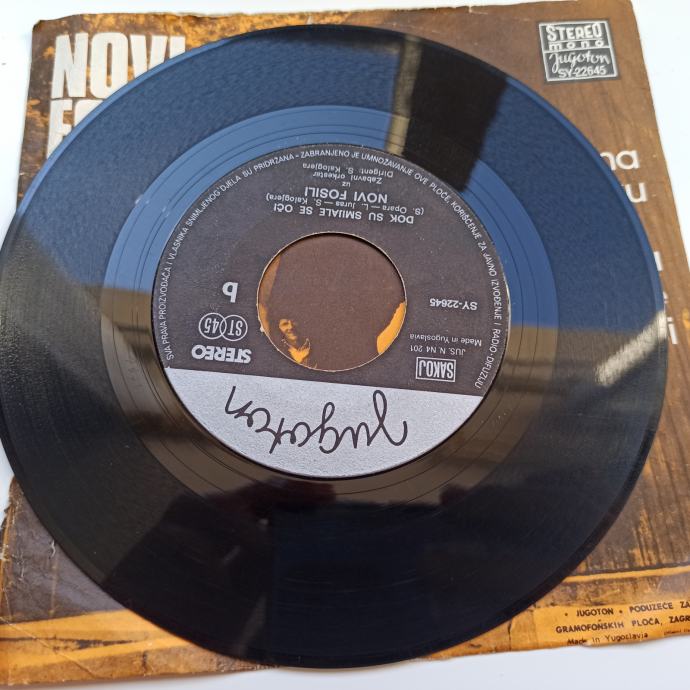 NOVI
STEREO
mono
Jugoton
SY-22645
na
u
i
Jugoton
STEREO
ST 45
SAKOJ
JUS. N. N4 201
Made in Yugoslavia
b
SY-22645
DOK SU SMIJALE SE OČI
(S. Opara — L. Juras — S. Kalogjera)
NOVI FOSILI
uz
Zabavni orkestar
Dirigent: S. Kalogjera
SVA PRAVA PROIZVOĐAČA I VLASNIKA SNIMLJENOG DJELA SU PRIDRŽANA - ZABRANJENO JE UMNOŽAVANJE OVE PLOČE, KORIŠĆENJE ZA JAVNO IZVOĐENJE I RADIO-DIFUZIJU
• JUGOTON • PODUZEĆE ZA
GRAMOFONSKIH PLOČA, ZAGR
Made in Yugoslavia